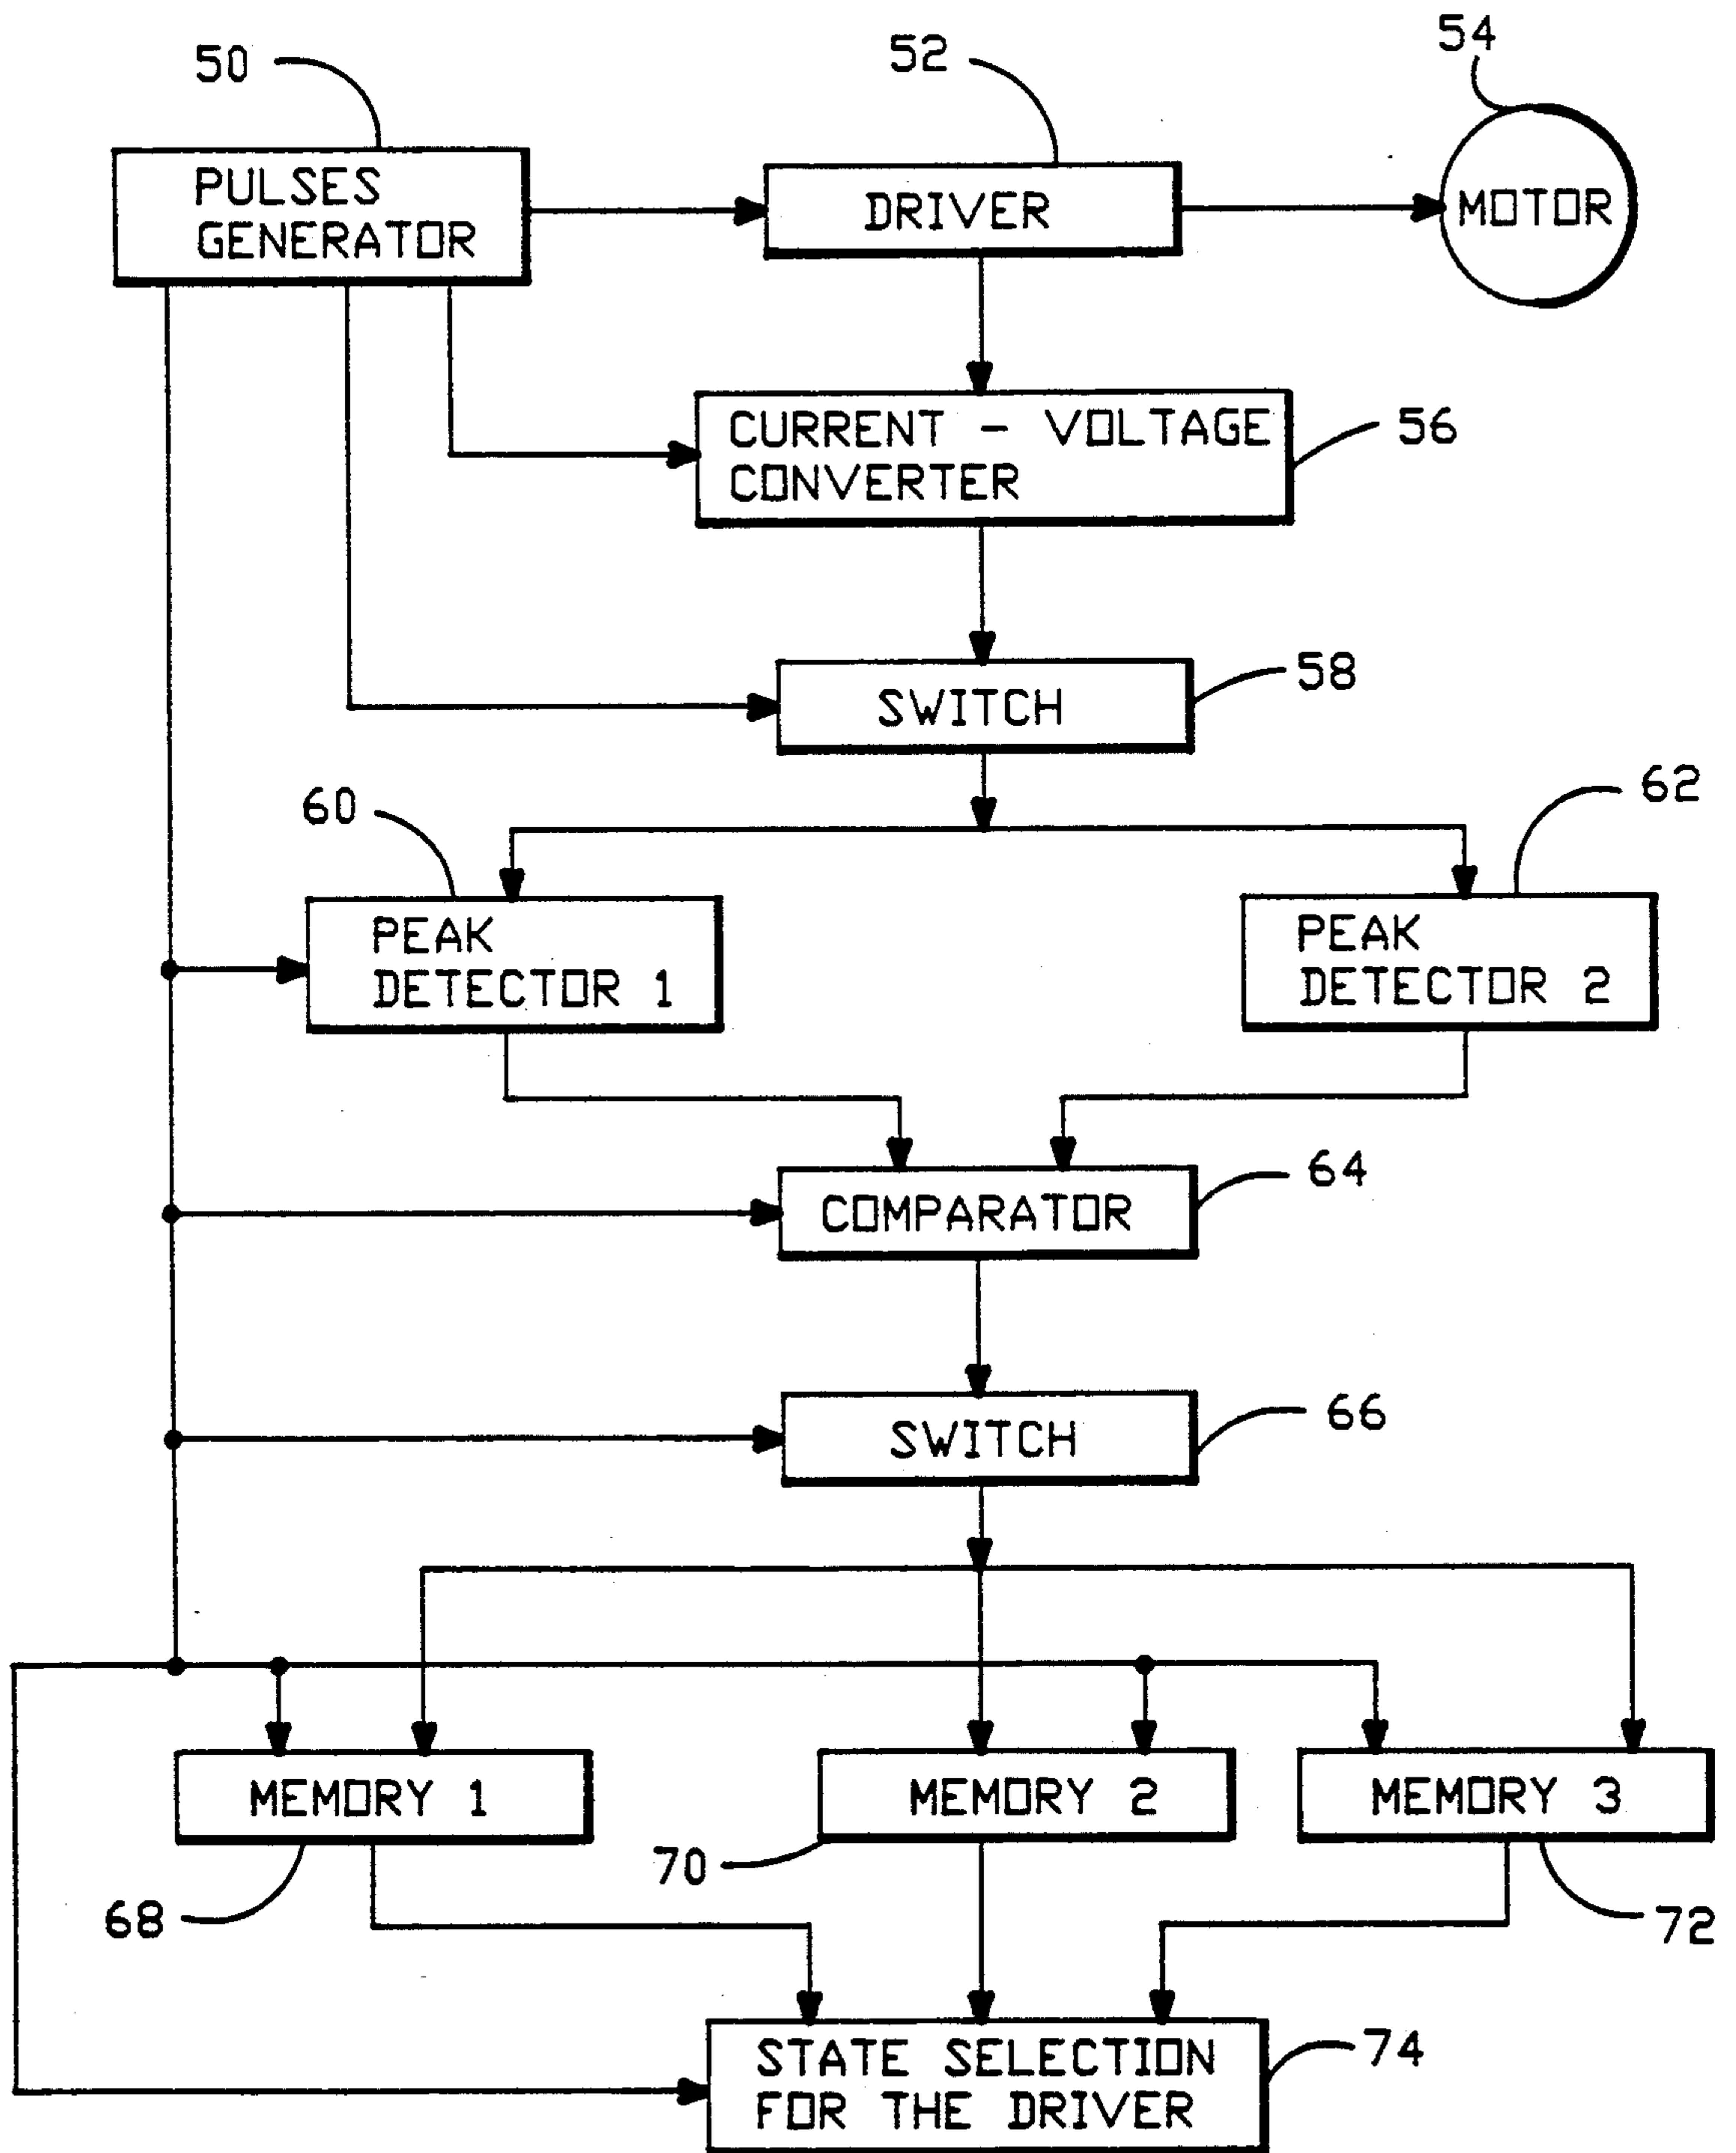 50
52
54
PULSES
GENERATOR
DRIVER
MOTOR
CURRENT - VOLTAGE
CONVERTER
56
SWITCH
58
60
62
PEAK
DETECTOR 1
PEAK
DETECTOR 2
COMPARATOR
64
SWITCH
66
MEMORY 1
MEMORY 2
MEMORY 3
68
70
72
STATE SELECTION
FOR THE DRIVER
74